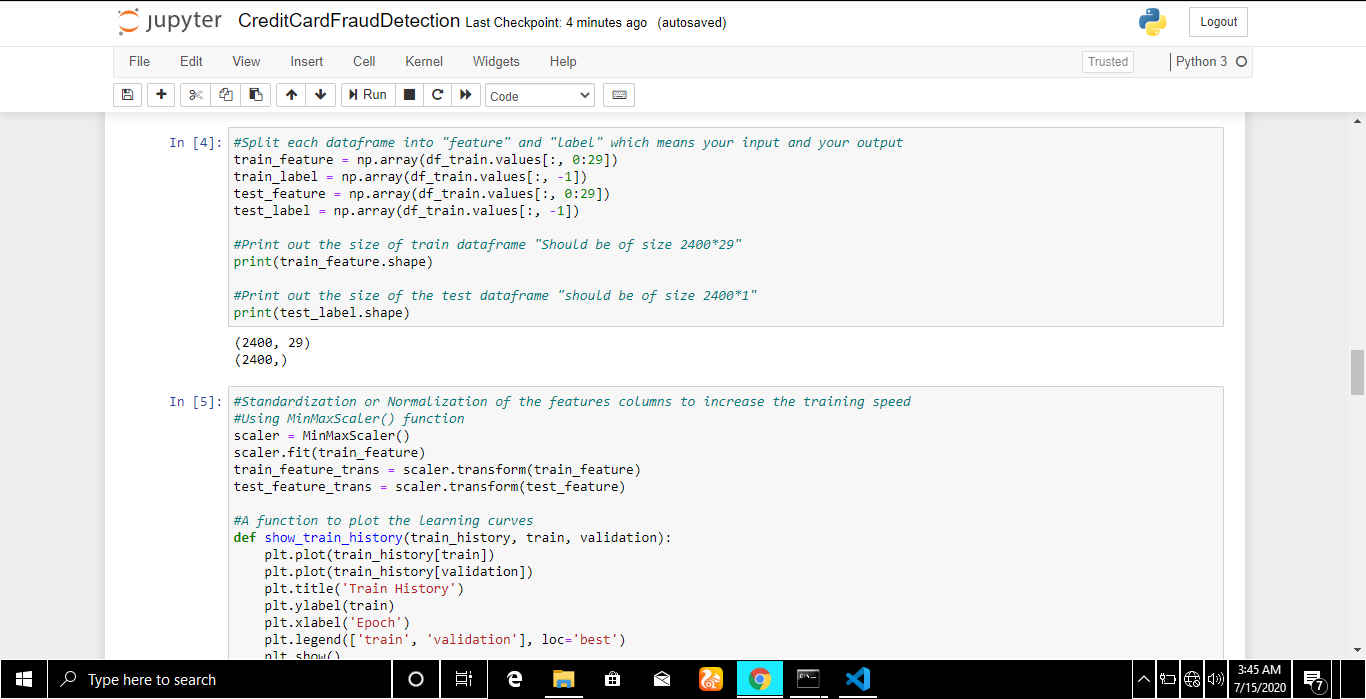 jupyter CreditCardFraudDetection Last Checkpoint: 4 minutes ago (autosaved) Logout
File Edit View Insert Cell Kernel Widgets Help Trusted Python 3
Run Code
In [4]: #Split each dataframe into "feature" and "label" which means your input and your output
train_feature = np.array(df_train.values[:, 0:29])
train_label = np.array(df_train.values[:, -1])
test_feature = np.array(df_train.values[:, 0:29])
test_label = np.array(df_train.values[:, -1])
#Print out the size of train dataframe "Should be of size 2400*29"
print(train_feature.shape)
#Print out the size of the test dataframe "should be of size 2400*1"
print(test_label.shape)
(2400, 29)
(2400,)
In [5]: #Standardization or Normalization of the features columns to increase the training speed
#Using MinMaxScaler() function
scaler = MinMaxScaler()
scaler.fit(train_feature)
train_feature_trans = scaler.transform(train_feature)
test_feature_trans = scaler.transform(test_feature)
#A function to plot the learning curves
def show_train_history(train_history, train, validation):
plt.plot(train_history[train])
plt.plot(train_history[validation])
plt.title('Train History')
plt.ylabel(train)
plt.xlabel('Epoch')
plt.legend(['train', 'validation'], loc='best')
plt.show()
Type here to search
3:45 AM
7/15/2020
7